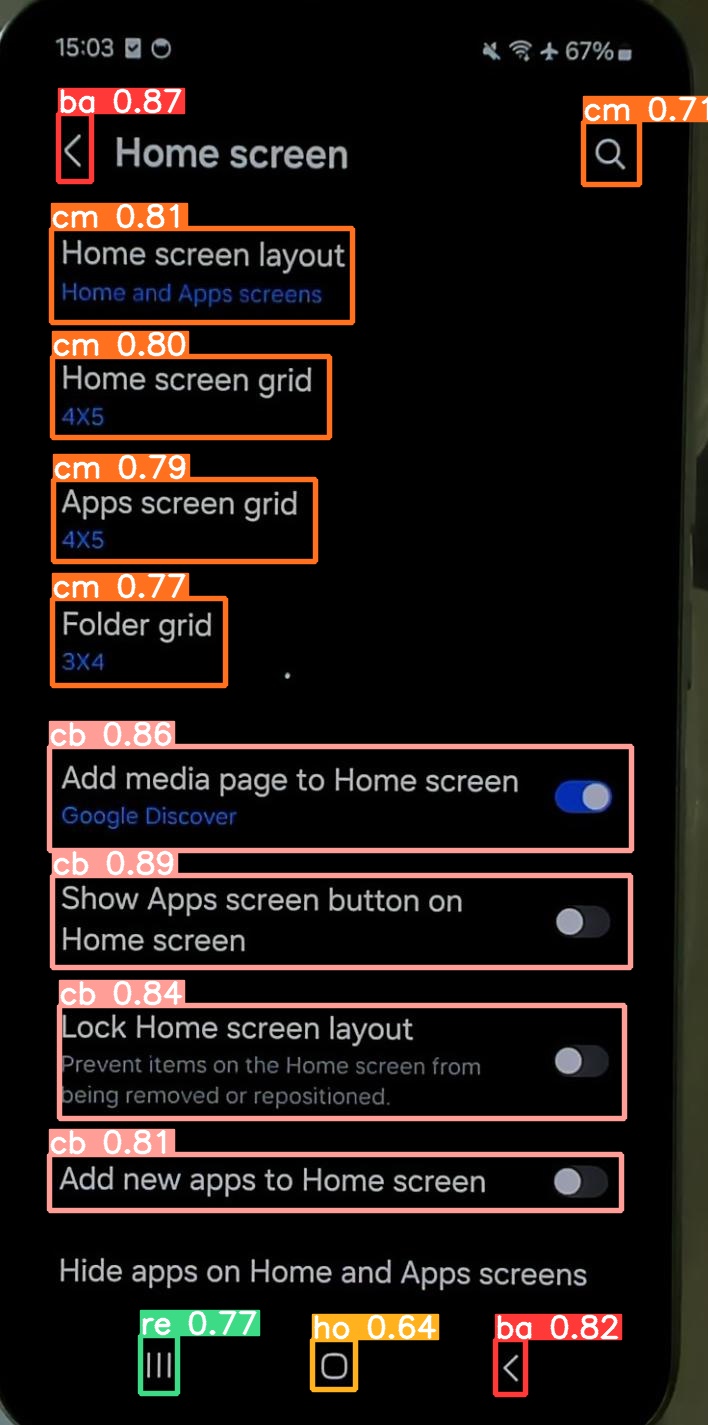 15:03
67%
ba 0.87
cm 0.71
Home screen
cm 0.81
Home screen layout
Home and Apps screens
cm 0.80
Home screen grid
4X5
cm 0.79
Apps screen grid
4X5
cm 0.77
Folder grid
3X4
cb 0.86
Add media page to Home screen
Google Discover
cb 0.89
Show Apps screen button on
Home screen
cb 0.84
Lock Home screen layout
Prevent items on the Home screen from
being removed or repositioned.
cb 0.81
Add new apps to Home screen
Hide apps on Home and Apps screens
re 0.77
ho 0.64
ba 0.82